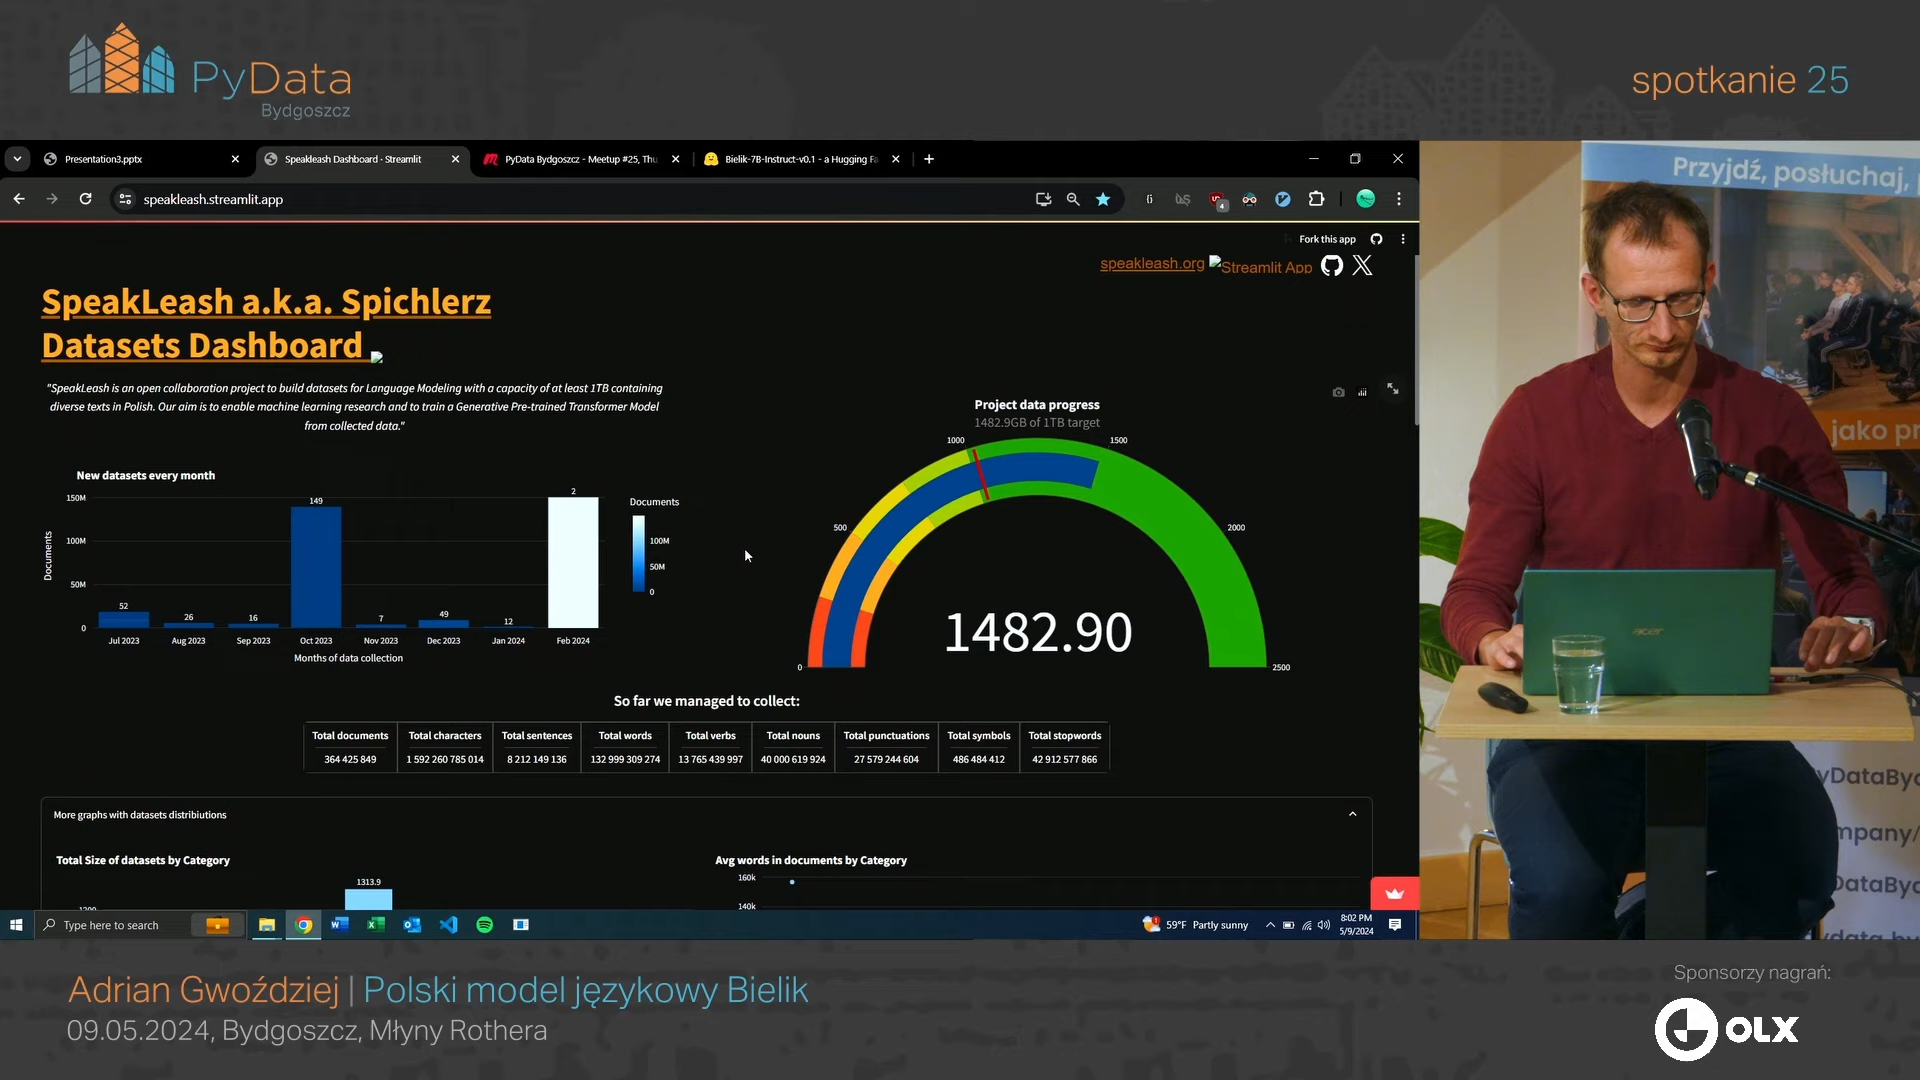 PyData
Bydgoszcz
spotkanie 25
Presentation3.pptx
Speakleash Dashboard · Streamlit
PyData Bydgoszcz - Meetup #25, Thu
Bielik-7B-Instruct-v0.1 - a Hugging Fa
speakleash.streamlit.app
4
Fork this app
speakleash.org
Streamlit App
SpeakLeash a.k.a. Spichlerz
Datasets Dashboard
"SpeakLeash is an open collaboration project to build datasets for Language Modeling with a capacity of at least 1TB containing
diverse texts in Polish. Our aim is to enable machine learning research and to train a Generative Pre-trained Transformer Model
from collected data."
New datasets every month
Documents
150M
100M
50M
0
52
26
16
149
7
49
12
2
Jul 2023
Aug 2023
Sep 2023
Oct 2023
Nov 2023
Dec 2023
Jan 2024
Feb 2024
Months of data collection
Documents
100M
50M
0
Project data progress
1482.9GB of 1TB target
0
500
1000
1500
2000
2500
1482.90
So far we managed to collect:
Total documents Total characters Total sentences Total words Total verbs Total nouns Total punctuations Total symbols Total stopwords
364 425 849 1 592 260 785 014 8 212 149 136 132 999 309 274 13 765 439 997 40 000 619 924 27 579 244 604 486 484 412 42 912 577 866
More graphs with datasets distribiutions
Total Size of datasets by Category
1313.9
1200
Avg words in documents by Category
160k
140k
Type here to search
59°F Partly sunny
8:02 PM
5/9/2024
Przyjdź, posłuchaj,
jako pr
acer
yDataByd
mpany/
DataByd
Adrian Gwoździej | Polski model językowy Bielik
09.05.2024, Bydgoszcz, Młyny Rothera
Sponsorzy nagrań:
OLX